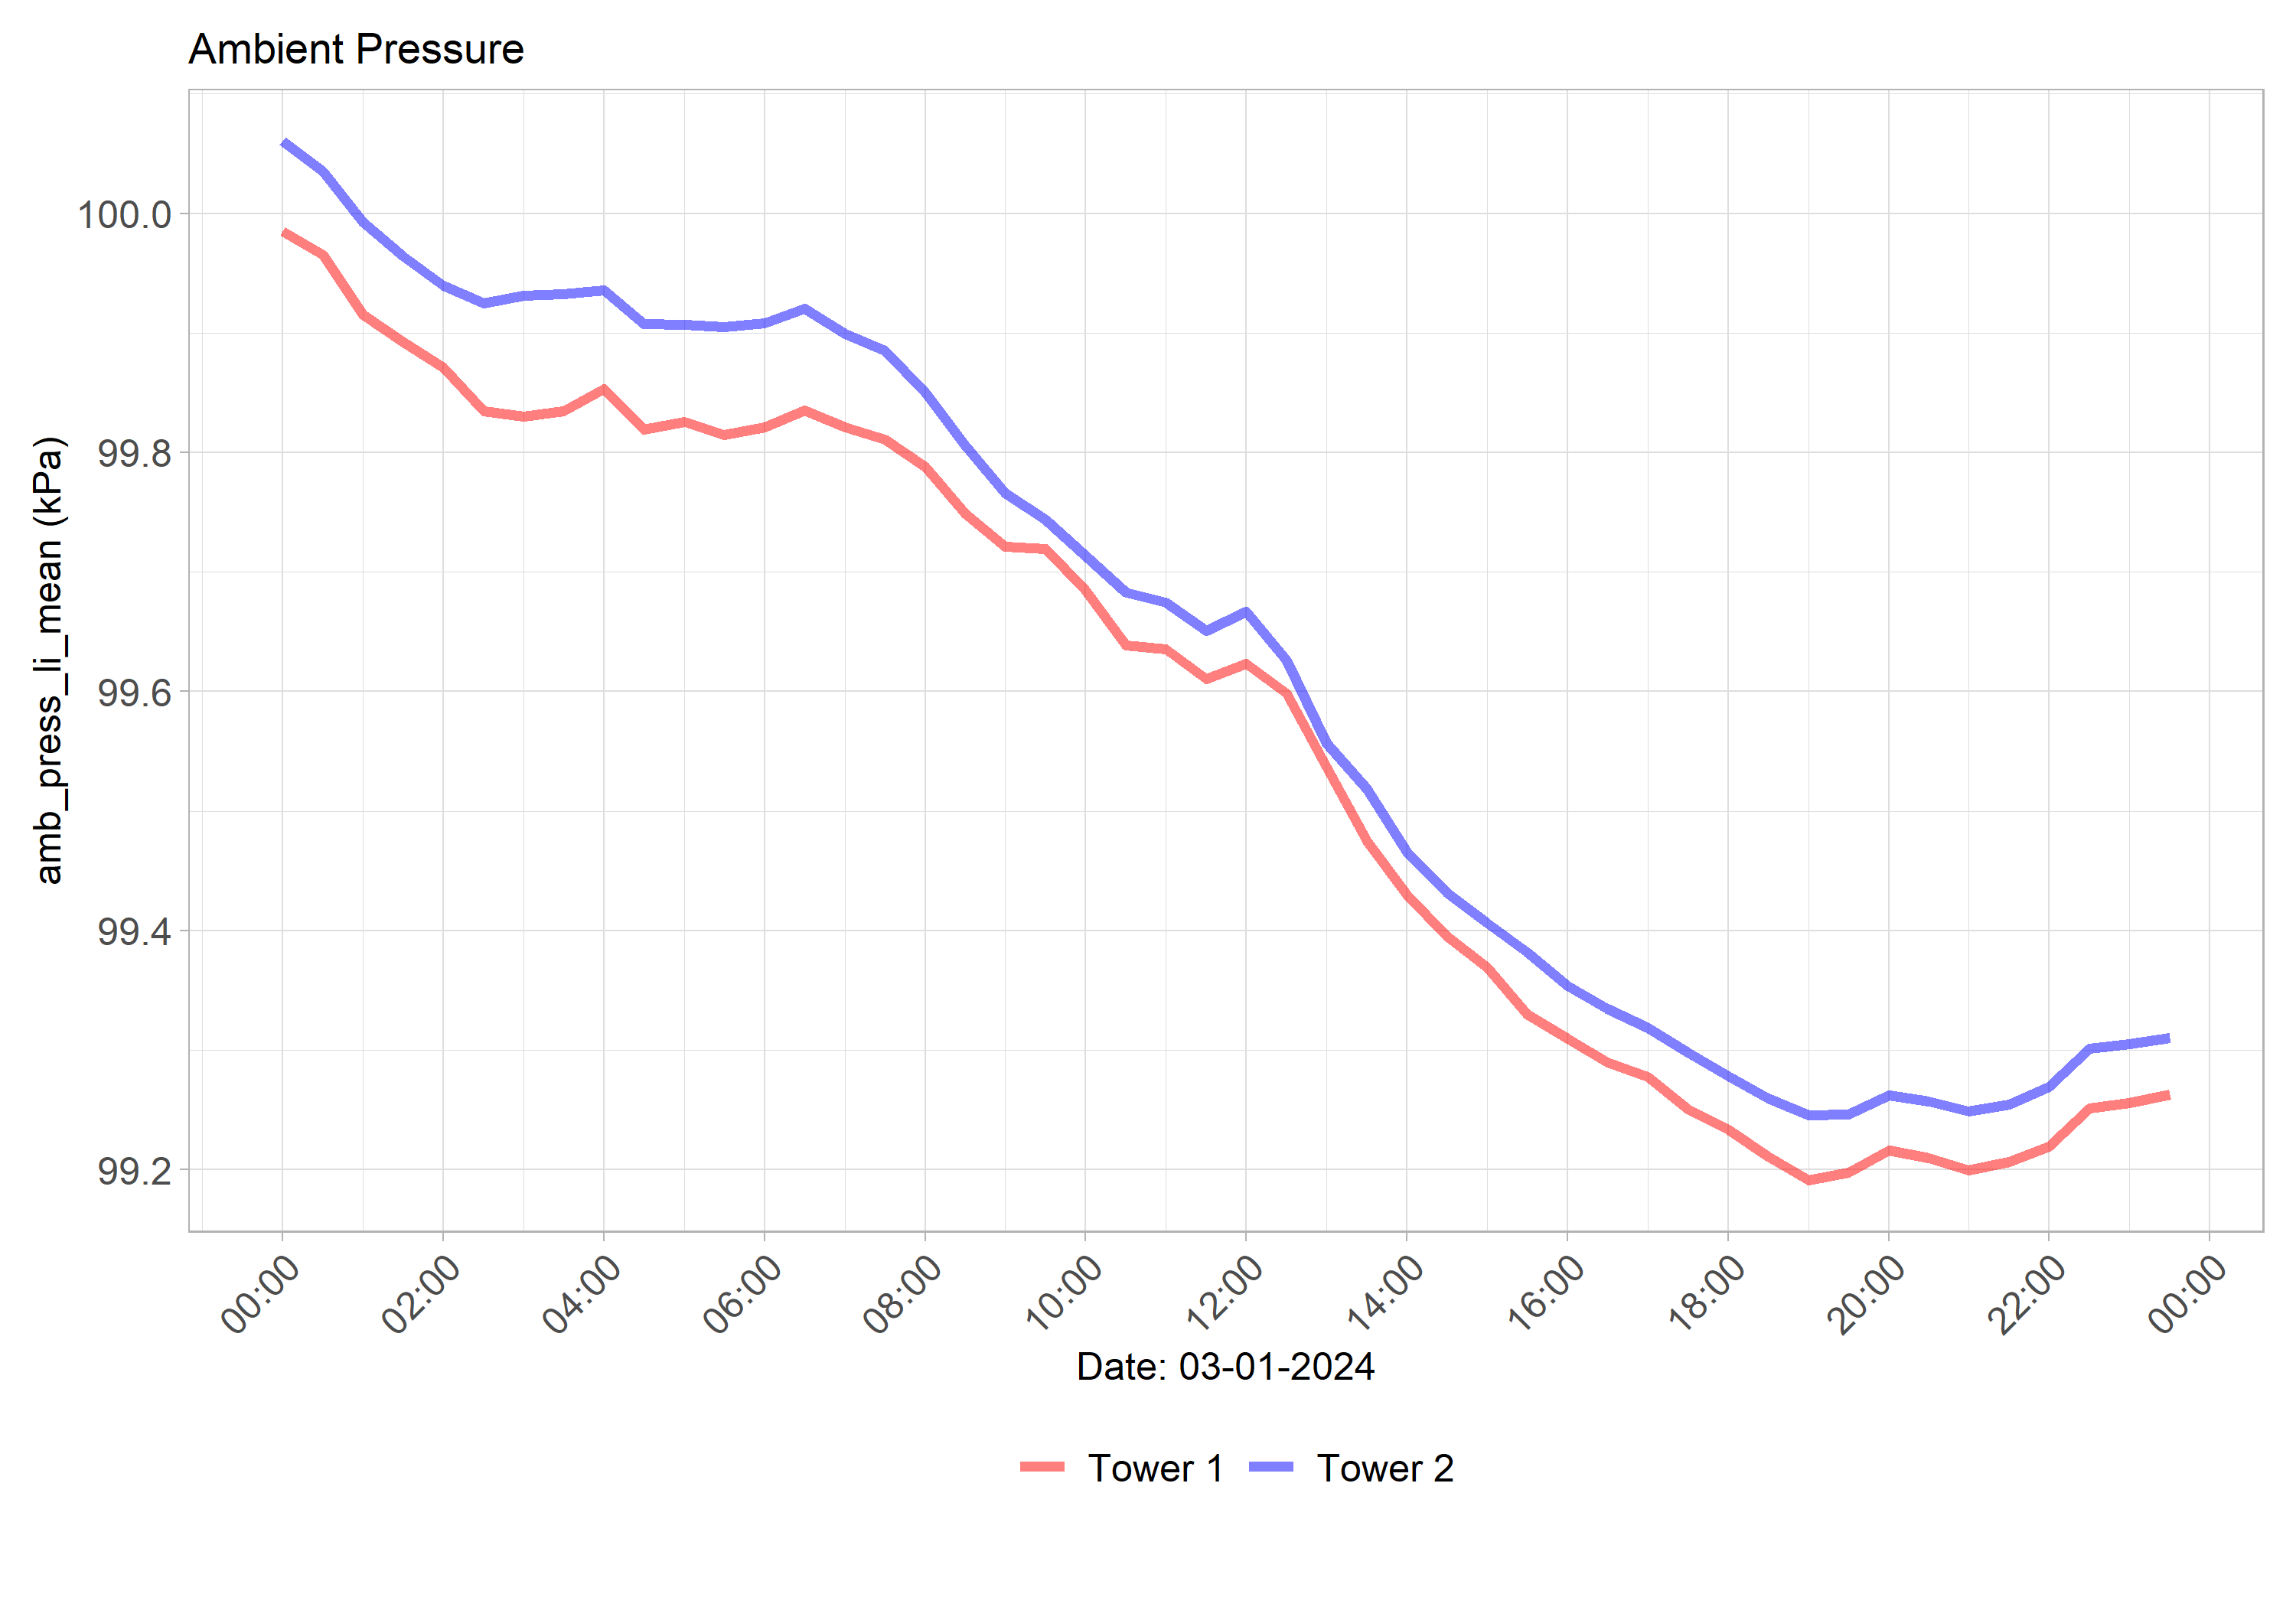 Ambient Pressure
amb_press_li_mean (kPa)
100.0
99.8
99.6
99.4
99.2
00:00 02:00 04:00 06:00 08:00 10:00 12:00 14:00 16:00 18:00 20:00 22:00 00:00
Date: 03-01-2024
Tower 1 Tower 2